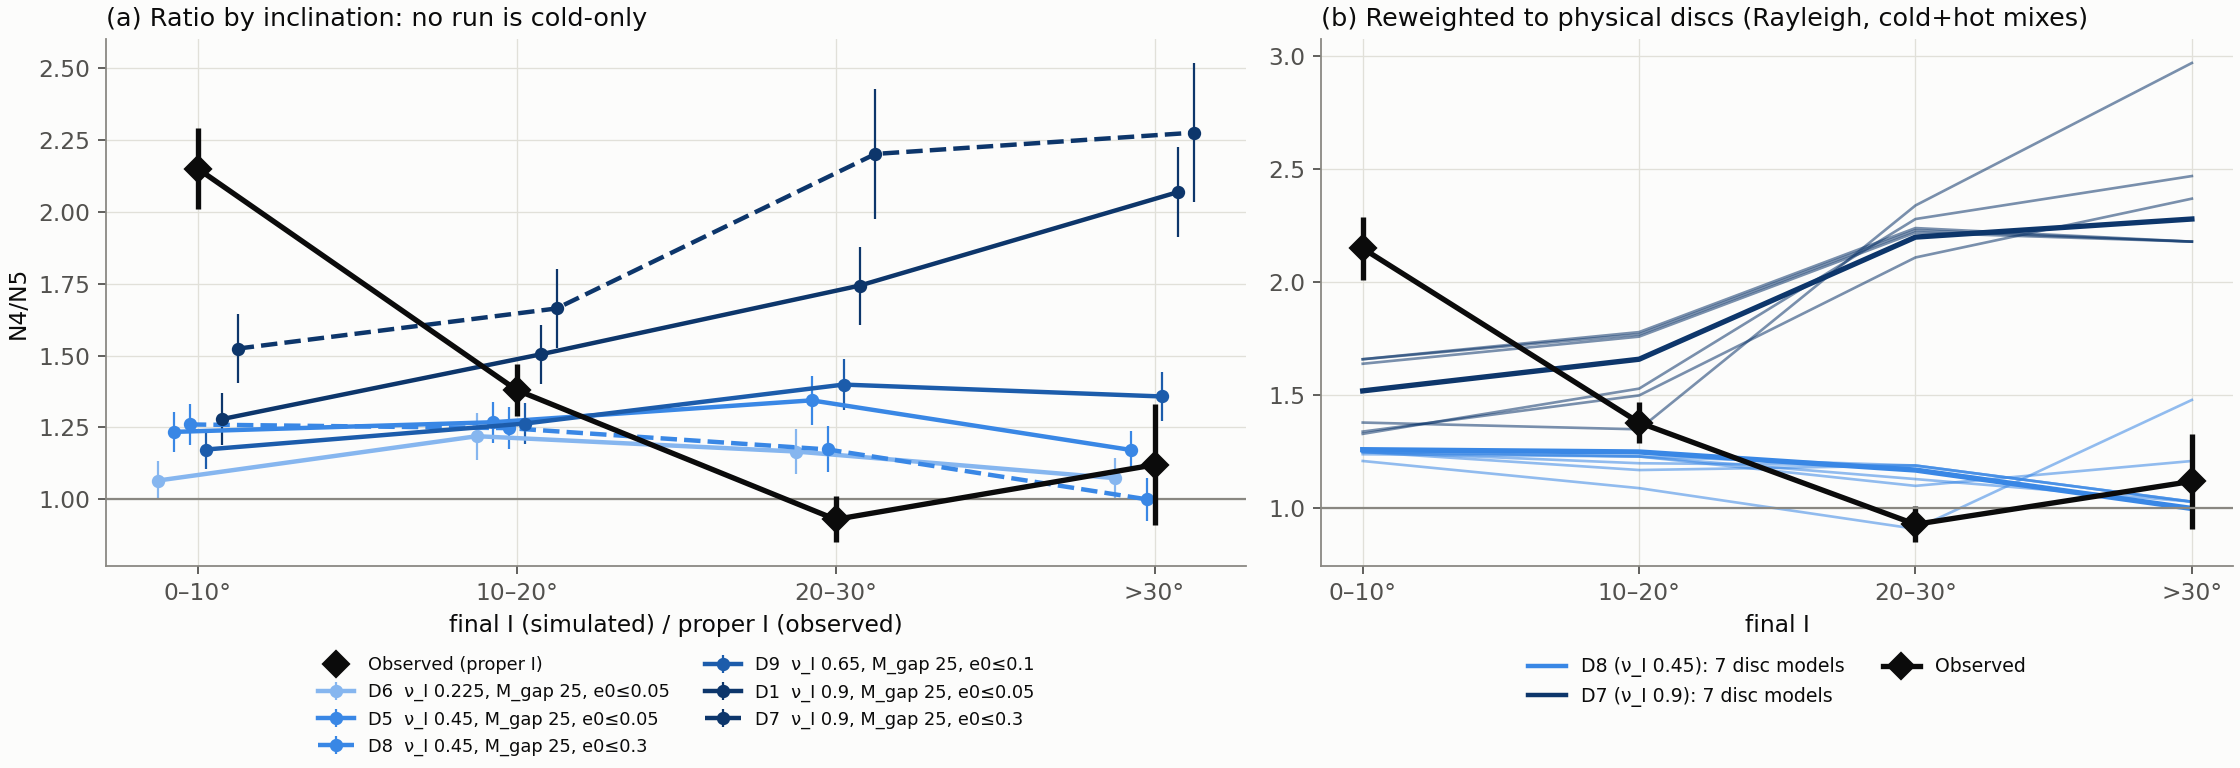 (a) Ratio by inclination: no run is cold-only
N4/N5
2.50
2.25
2.00
1.75
1.50
1.25
1.00
0–10°
10–20°
20–30°
>30°
final I (simulated) / proper I (observed)
Observed (proper I)
D6 ν_I 0.225, M_gap 25, e0≤0.05
D5 ν_I 0.45, M_gap 25, e0≤0.05
D8 ν_I 0.45, M_gap 25, e0≤0.3
D9 ν_I 0.65, M_gap 25, e0≤0.1
D1 ν_I 0.9, M_gap 25, e0≤0.05
D7 ν_I 0.9, M_gap 25, e0≤0.3
(b) Reweighted to physical discs (Rayleigh, cold+hot mixes)
3.0
2.5
2.0
1.5
1.0
0–10°
10–20°
20–30°
>30°
final I
D8 (ν_I 0.45): 7 disc models
D7 (ν_I 0.9): 7 disc models
Observed